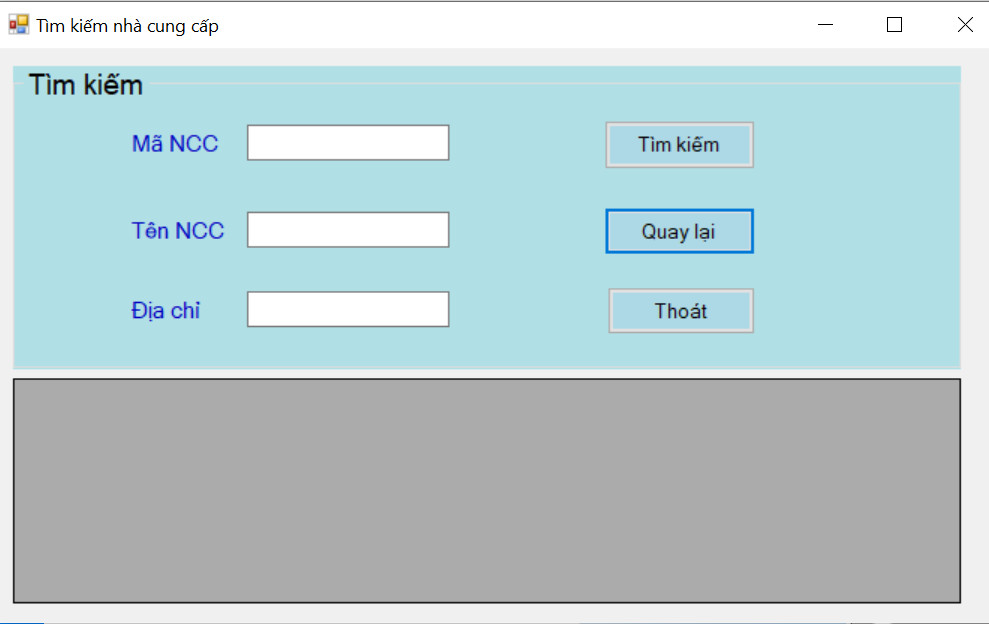 Tìm kiếm nhà cung cấp
Tìm kiếm
Mã NCC
Tìm kiếm
Tên NCC
Quay lại
Địa chỉ
Thoát